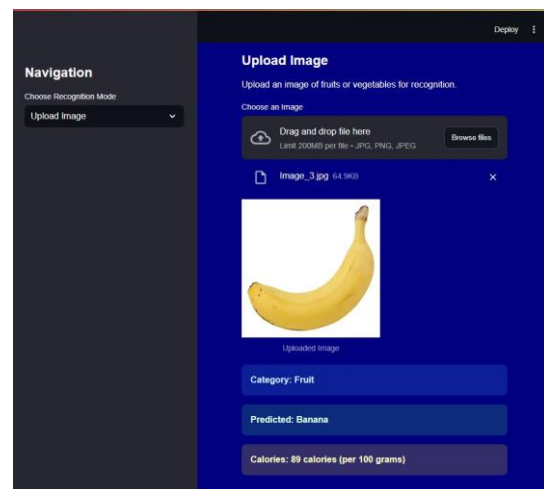 Deploy
Navigation
Choose Recognition Mode
Upload Image
Upload Image
Upload an image of fruits or vegetables for recognition.
Choose an Image
Drag and drop file here
Limit 200MB per file • JPG, PNG, JPEG
Browse files
Image_3.jpg 64.9KB
Uploaded Image
Category: Fruit
Predicted: Banana
Calories: 89 calories (per 100 grams)